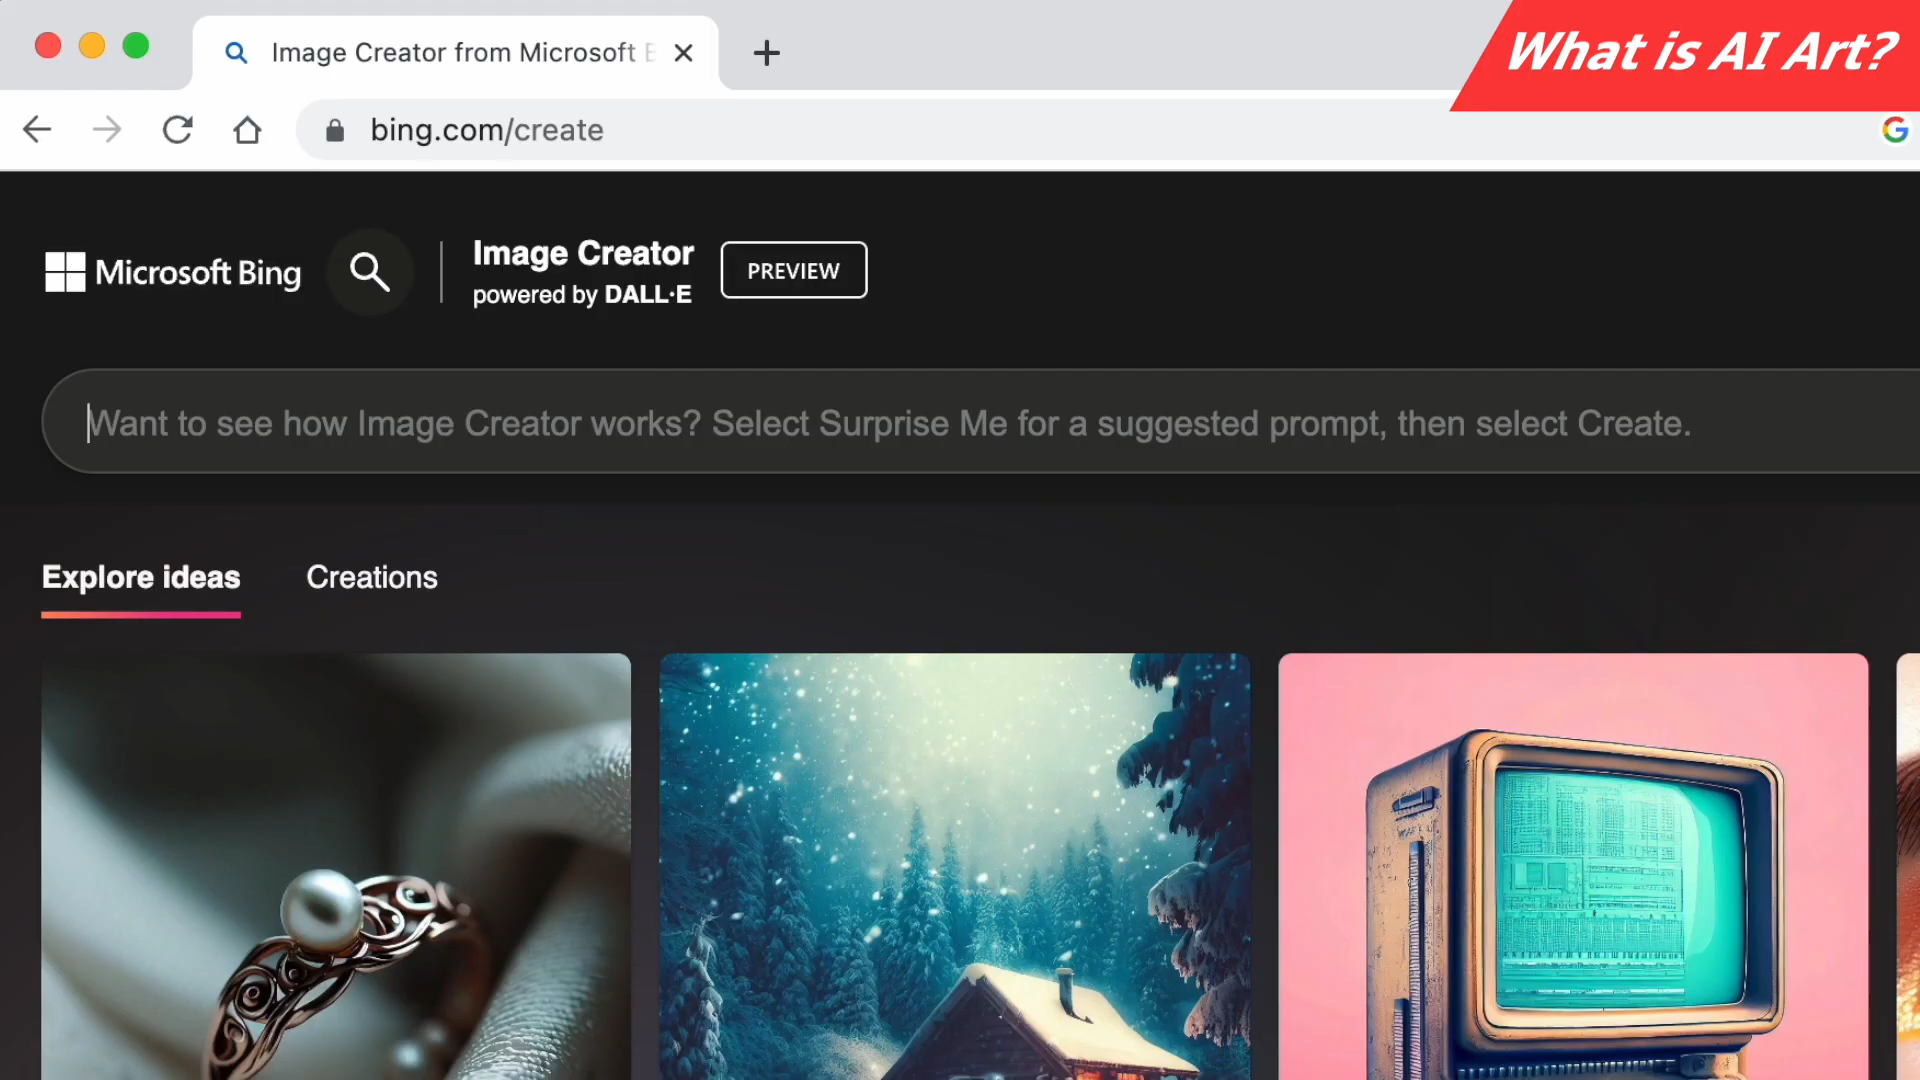 Image Creator from Microsoft
What is AI Art?
bing.com/create
Microsoft Bing
Image Creator
powered by DALL·E
PREVIEW
Want to see how Image Creator works? Select Surprise Me for a suggested prompt, then select Create.
Explore ideas
Creations